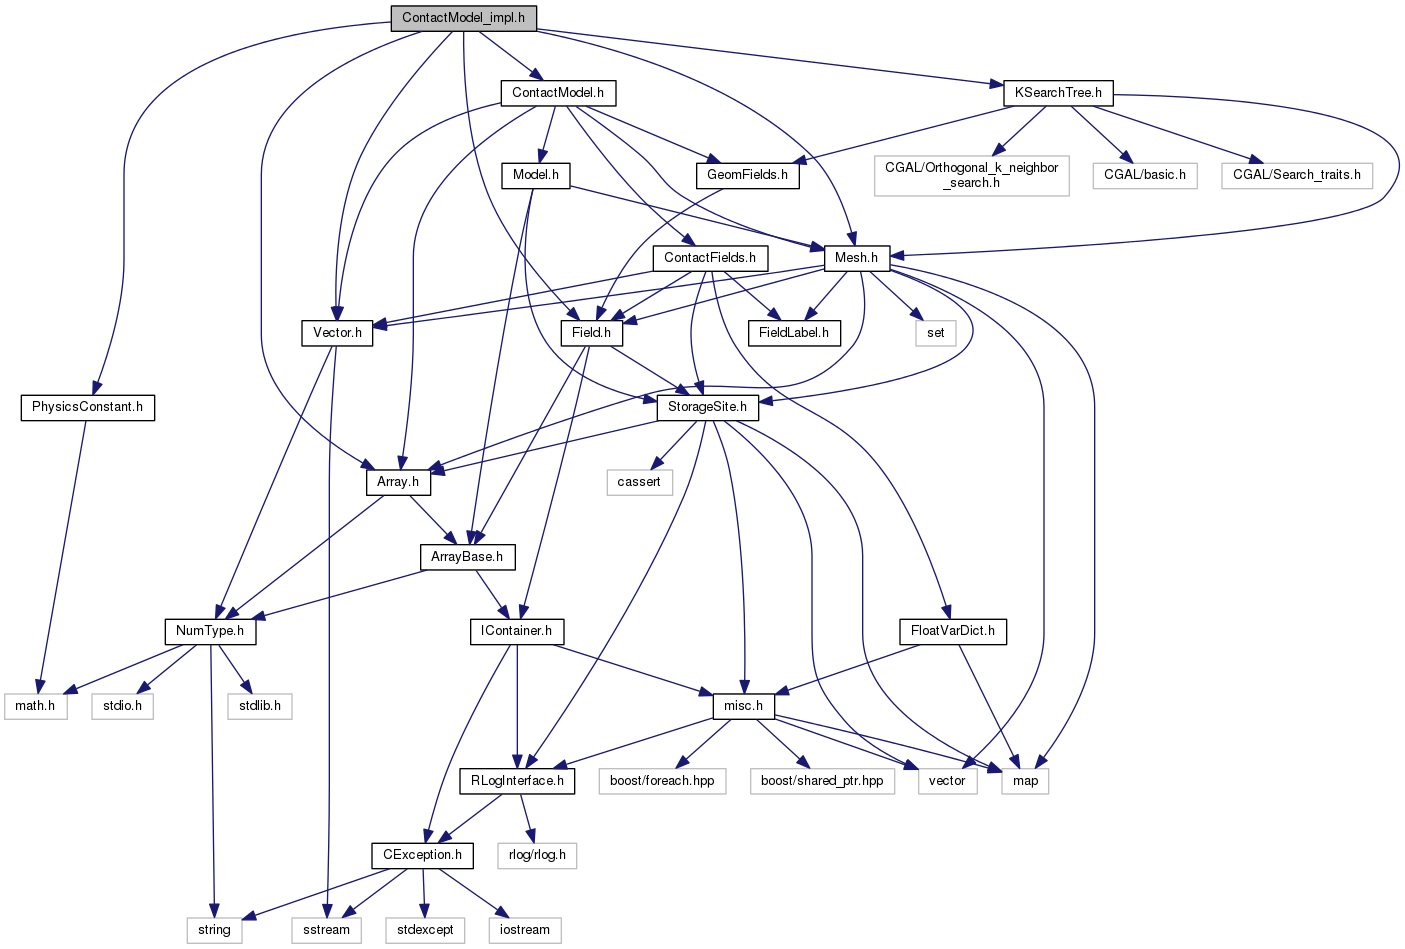 ContactModel_impl.h
ContactModel.h
KSearchTree.h
Model.h
GeomFields.h
CGAL/Orthogonal_k_neighbor
_search.h
CGAL/basic.h
CGAL/Search_traits.h
ContactFields.h
Mesh.h
Vector.h
Field.h
FieldLabel.h
set
PhysicsConstant.h
StorageSite.h
Array.h
cassert
ArrayBase.h
NumType.h
IContainer.h
FloatVarDict.h
math.h
stdio.h
stdlib.h
misc.h
RLogInterface.h
boost/foreach.hpp
boost/shared_ptr.hpp
vector
map
CException.h
rlog/rlog.h
string
sstream
stdexcept
iostream